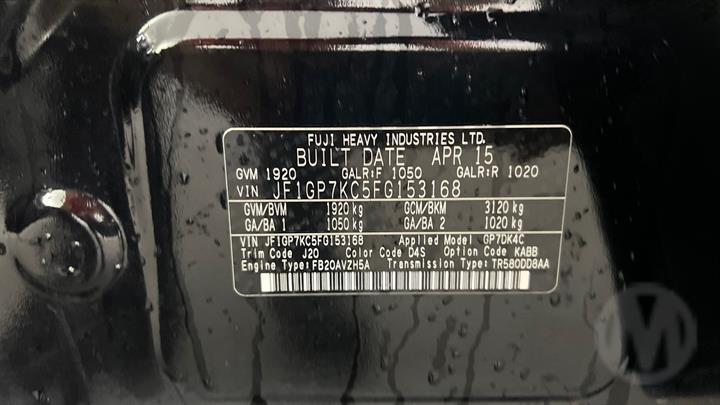 FUJI HEAVY INDUSTRIES LTD.
BUILT DATE APR 15
GVM 1920 GALR:F 1050 GALR:R 1020
VIN JF1GP7KC5FG153168
GVM/BVM 1920 kg GCM/BKM 3120 kg
GA/BA 1 1050 kg GA/BA 2 1020 kg
VIN JF1GP7KC5FG153168 Applied Model GP7DK4C
Trim Code J20 Color Code D4S Option Code KABB
Engine Type:FB20AVZH5A Transmission Type:TR580DD8AA
M